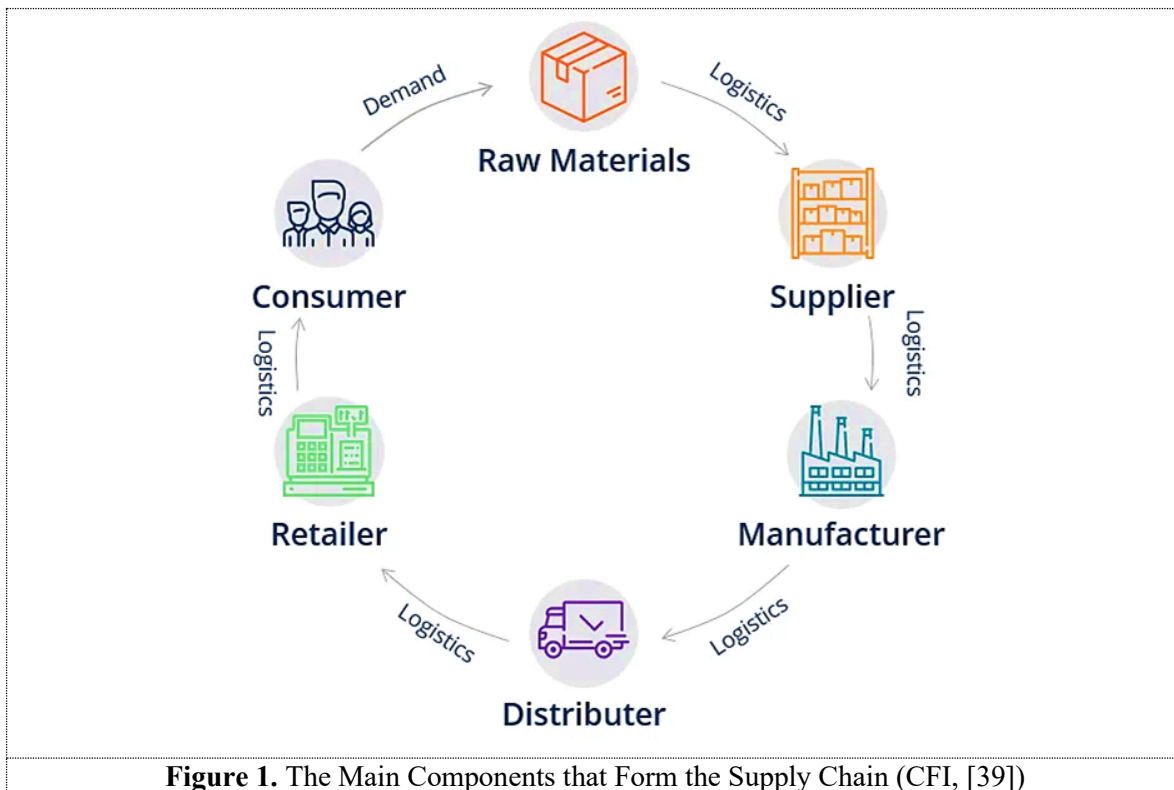 Demand
Logistics
Raw Materials
Consumer
Supplier
Logistics
Logistics
Retailer
Manufacturer
Logistics
Logistics
Distributer
Figure 1. The Main Components that Form the Supply Chain (CFI, [39])